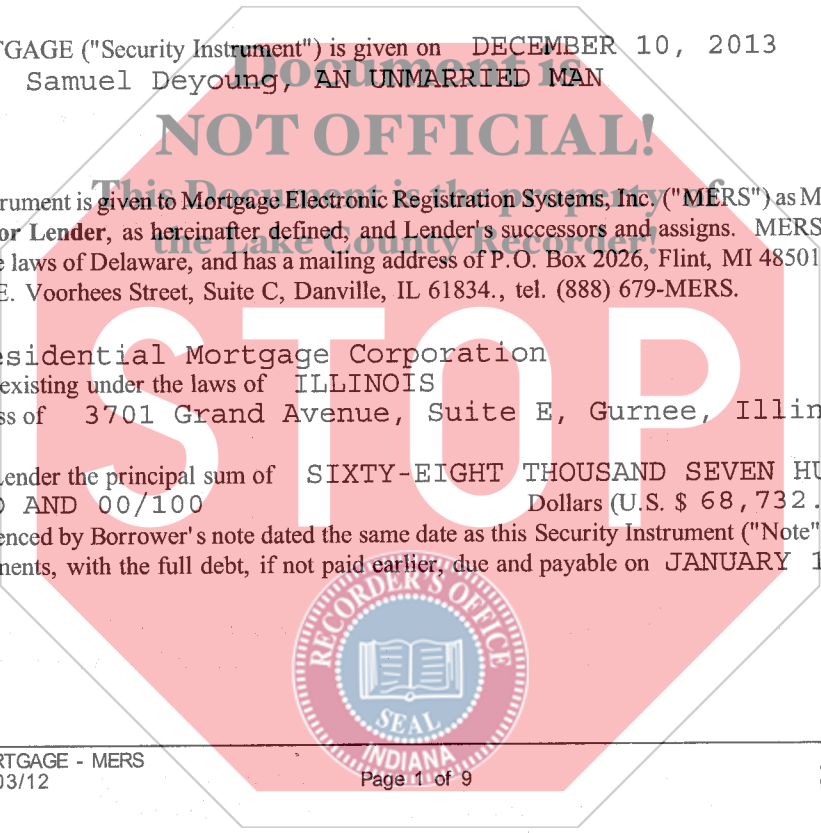 TGAGE ("Security Instrument") is given on DECEMBER 10, 2013
Document is
Samuel Deyoung, AN UNMARRIED MAN
NOT OFFICIAL!
This Document is the property of
rument is given to Mortgage Electronic Registration Systems, Inc. ("MERS") as M
or Lender, as hereinafter defined, and Lender's successors and assigns. MERS
the Lake County Recorder!
e laws of Delaware, and has a mailing address of P.O. Box 2026, Flint, MI 48501
E. Voorhees Street, Suite C, Danville, IL 61834., tel. (888) 679-MERS.
STOP
esidential Mortgage Corporation
existing under the laws of ILLINOIS
ss of 3701 Grand Avenue, Suite E, Gurnee, Illin
Lender the principal sum of SIXTY-EIGHT THOUSAND SEVEN HU
O AND 00/100 Dollars (U.S. $ 68,732.
enced by Borrower's note dated the same date as this Security Instrument ("Note"
ments, with the full debt, if not paid earlier, due and payable on JANUARY 1
RECORDER'S OFFICE
SEAL
INDIANA
RTGAGE - MERS
03/12
Page 1 of 9